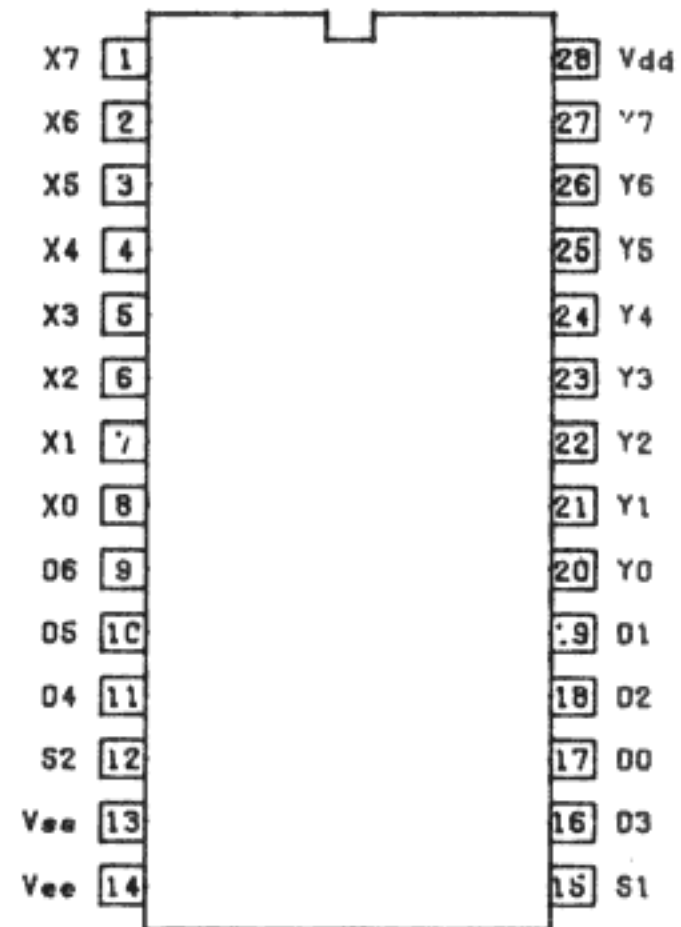 X7 1 28 Vdd
X6 2 27 Y7
X5 3 26 Y6
X4 4 25 Y5
X3 5 24 Y4
X2 6 23 Y3
X1 7 22 Y2
X0 8 21 Y1
O6 9 20 Y0
O5 10 19 O1
O4 11 18 O2
S2 12 17 O0
Vss 13 16 O3
Vee 14 15 S1